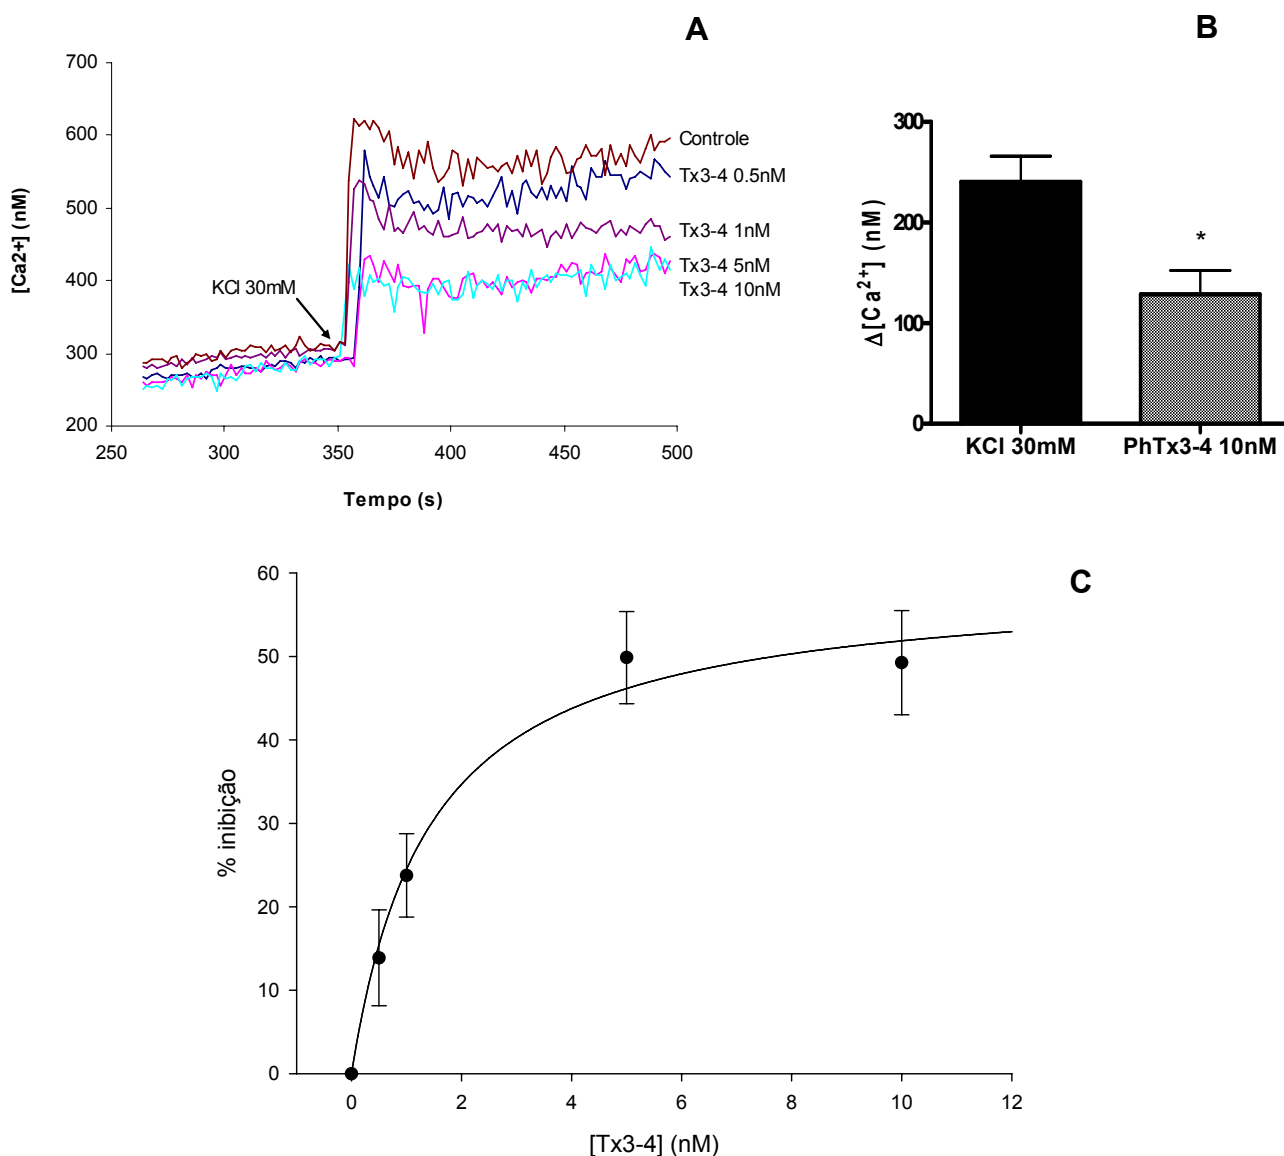 A
700
600
500
400
300
200
[Ca2+] (nM)
250
300
350
400
450
500
Tempo (s)
KCl 30mM
Controle
Tx3-4 0.5nM
Tx3-4 1nM
Tx3-4 5nM
Tx3-4 10nM
B
300
200
100
0
Δ[Ca²⁺] (nM)
*
KCl 30mM
PhTx3-4 10nM
C
60
50
40
30
20
10
0
% inibição
0
2
4
6
8
10
12
[Tx3-4] (nM)